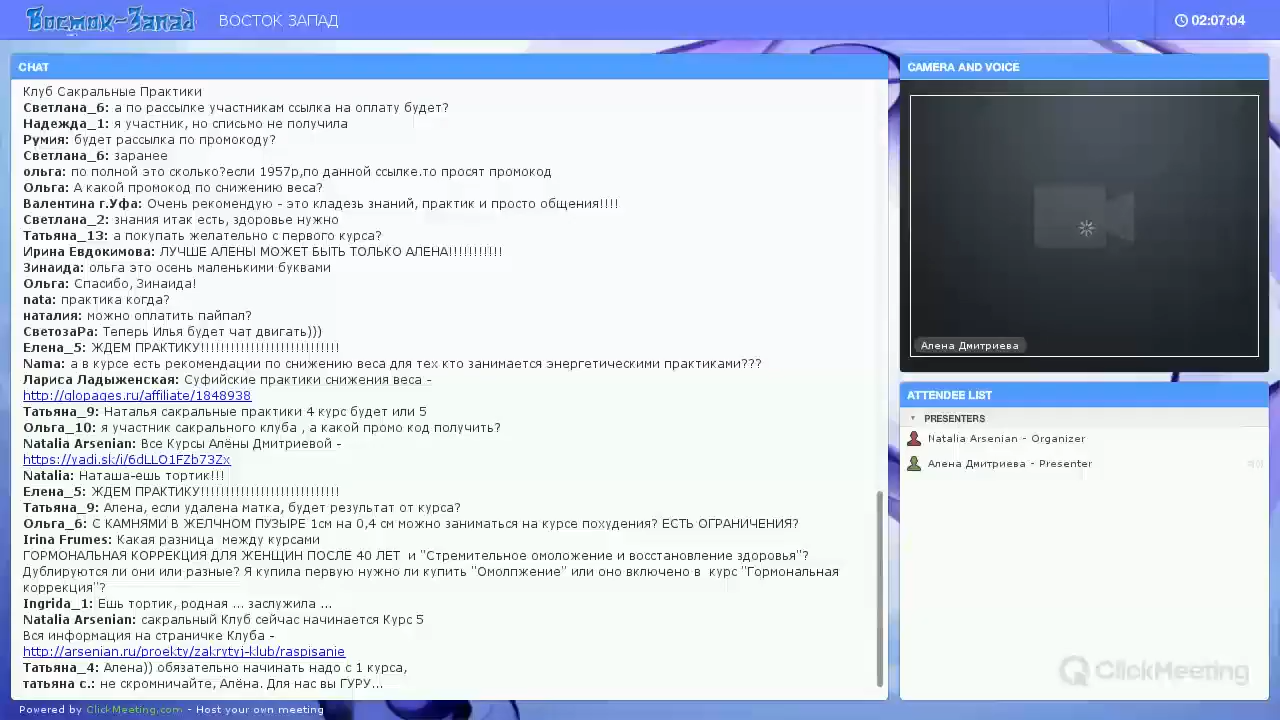 Восток-Запад
ВОСТОК ЗАПАД
02:07:04
CHAT
Клуб Сакральные Практики
Светлана_6: а по рассылке участникам ссылка на оплату будет?
Надежда_1: я участник, но списьмо не получила
Румия: будет рассылка по промокоду?
Светлана_6: заранее
ольга: по полной это сколько?если 1957р,по данной ссылке.то просят промокод
Ольга: А какой промокод по снижению веса?
Валентина г.Уфа: Очень рекомендую - это кладезь знаний, практик и просто общения!!!!
Светлана_2: знания итак есть, здоровье нужно
Татьяна_13: а покупать желательно с первого курса?
Ирина Евдокимова: ЛУЧШЕ АЛЕНЫ МОЖЕТ БЫТЬ ТОЛЬКО АЛЕНА!!!!!!!!!!!
Зинаида: ольга это осень маленькими буквами
Ольга: Спасибо, Зинаида!
nata: практика когда?
наталия: можно оплатить пайпал?
СветозаРа: Теперь Илья будет чат двигать)))
Елена_5: ЖДЕМ ПРАКТИКУ!!!!!!!!!!!!!!!!!!!!!!!!!!!!
Nama: а в курсе есть рекомендации по снижению веса для тех кто занимается энергетическими практиками???
Лариса Ладыженская: Суфийские практики снижения веса -
http://glopages.ru/affiliate/1848938
Татьяна_9: Наталья сакральные практики 4 курс будет или 5
Ольга_10: я участник сакрального клуба , а какой промо код получить?
Natalia Arsenian: Все Курсы Алёны Дмитриевой -
https://yadi.sk/i/6dLLO1FZb73Zx
Natalia: Наташа-ешь тортик!!!
Елена_5: ЖДЕМ ПРАКТИКУ!!!!!!!!!!!!!!!!!!!!!!!!!!!!
Татьяна_9: Алена, если удалена матка, будет результат от курса?
Ольга_6: С КАМНЯМИ В ЖЕЛЧНОМ ПУЗЫРЕ 1см на 0,4 см можно заниматься на курсе похудения? ЕСТЬ ОГРАНИЧЕНИЯ?
Irina Frumes: Какая разница между курсами
ГОРМОНАЛЬНАЯ КОРРЕКЦИЯ ДЛЯ ЖЕНЩИН ПОСЛЕ 40 ЛЕТ и "Стремительное омоложение и восстановление здоровья"?
Дублируются ли они или разные? Я купила первую нужно ли купить "Омолпжение" или оно включено в курс "Гормональная
коррекция"?
Ingrida_1: Ешь тортик, родная ... заслужила ...
Natalia Arsenian: сакральный Клуб сейчас начинается Курс 5
Вся информация на страничке Клуба -
http://arsenian.ru/proekty/zakrytyj-klub/raspisanie
Татьяна_4: Алена)) обязательно начинать надо с 1 курса,
татьяна с.: не скромничайте, Алёна. Для нас вы ГУРУ...
Powered by ClickMeeting.com - Host your own meeting
CAMERA AND VOICE
Алена Дмитриева
ATTENDEE LIST
PRESENTERS
Natalia Arsenian - Organizer
Алена Дмитриева - Presenter
ClickMeeting